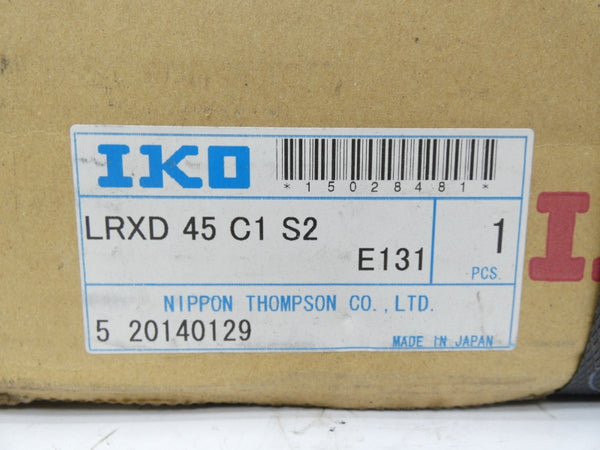 IKO
*15028481*
LRXD 45 C1 S2
E131
1
PCS.
NIPPON THOMPSON CO.,LTD.
5 20140129
MADE IN JAPAN